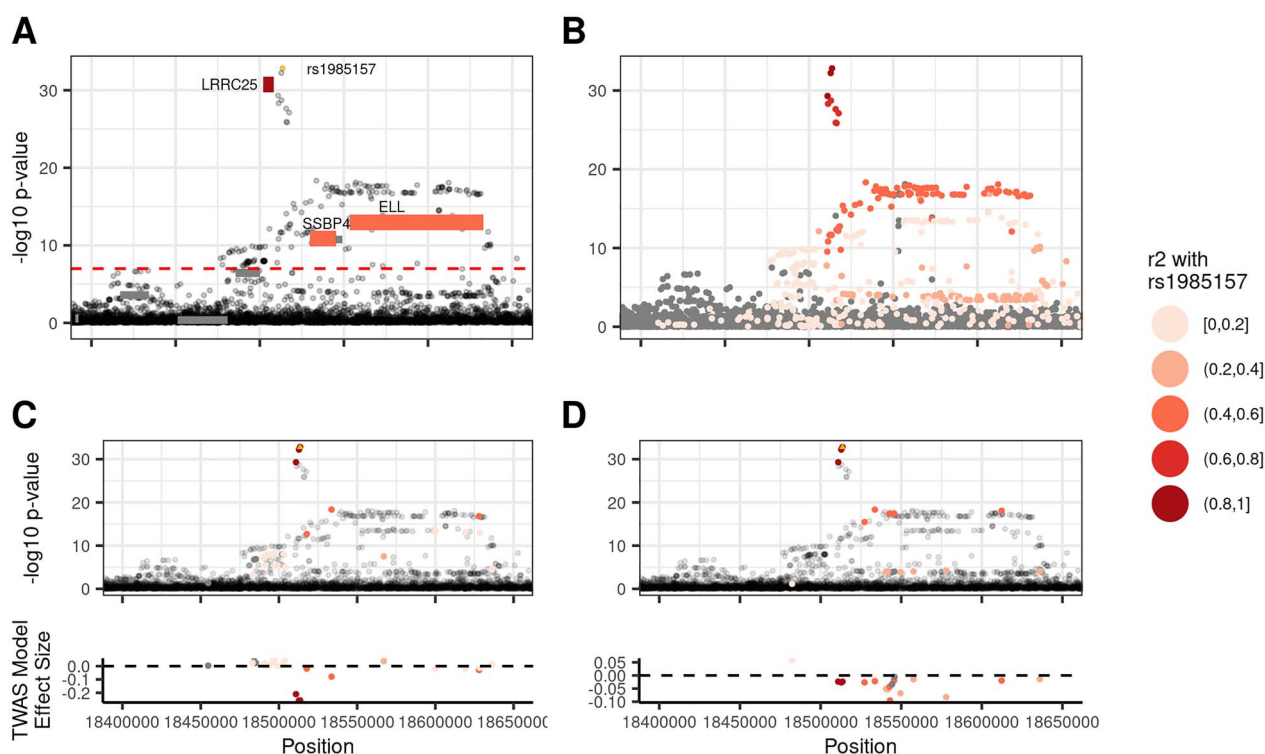 A
B
-log10 p-value
30
20
10
0
LRRC25
rs1985157
SSBP4
ELL
30
20
10
0
r2 with
rs1985157
[0,0.2]
(0.2,0.4]
(0.4,0.6]
(0.6,0.8]
(0.8,1]
C
D
-log10 p-value
30
20
10
0
30
20
10
0
TWAS Model
Effect Size
0.0
-0.1
-0.2
0.05
0.00
-0.05
-0.10
18400000 18450000 18500000 18550000 18600000 18650000
18400000 18450000 18500000 18550000 18600000 18650000
Position
Position